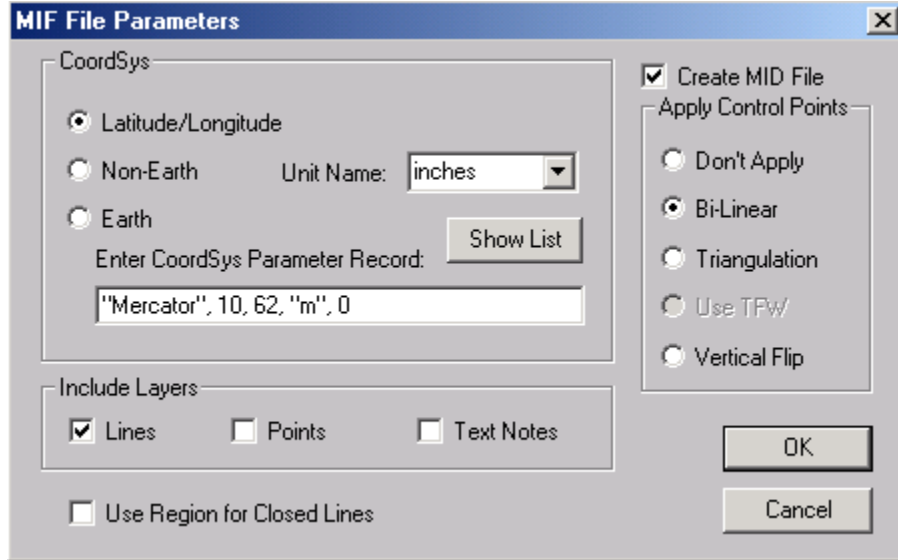 MIF File Parameters
CoordSys
Latitude/Longitude
Non-Earth
Unit Name:
inches
Earth
Show List
Enter CoordSys Parameter Record:
"Mercator", 10, 62, "m", 0
Create MID File
Apply Control Points
Don't Apply
Bi-Linear
Triangulation
Use TFW
Vertical Flip
Include Layers
Lines
Points
Text Notes
Use Region for Closed Lines
OK
Cancel